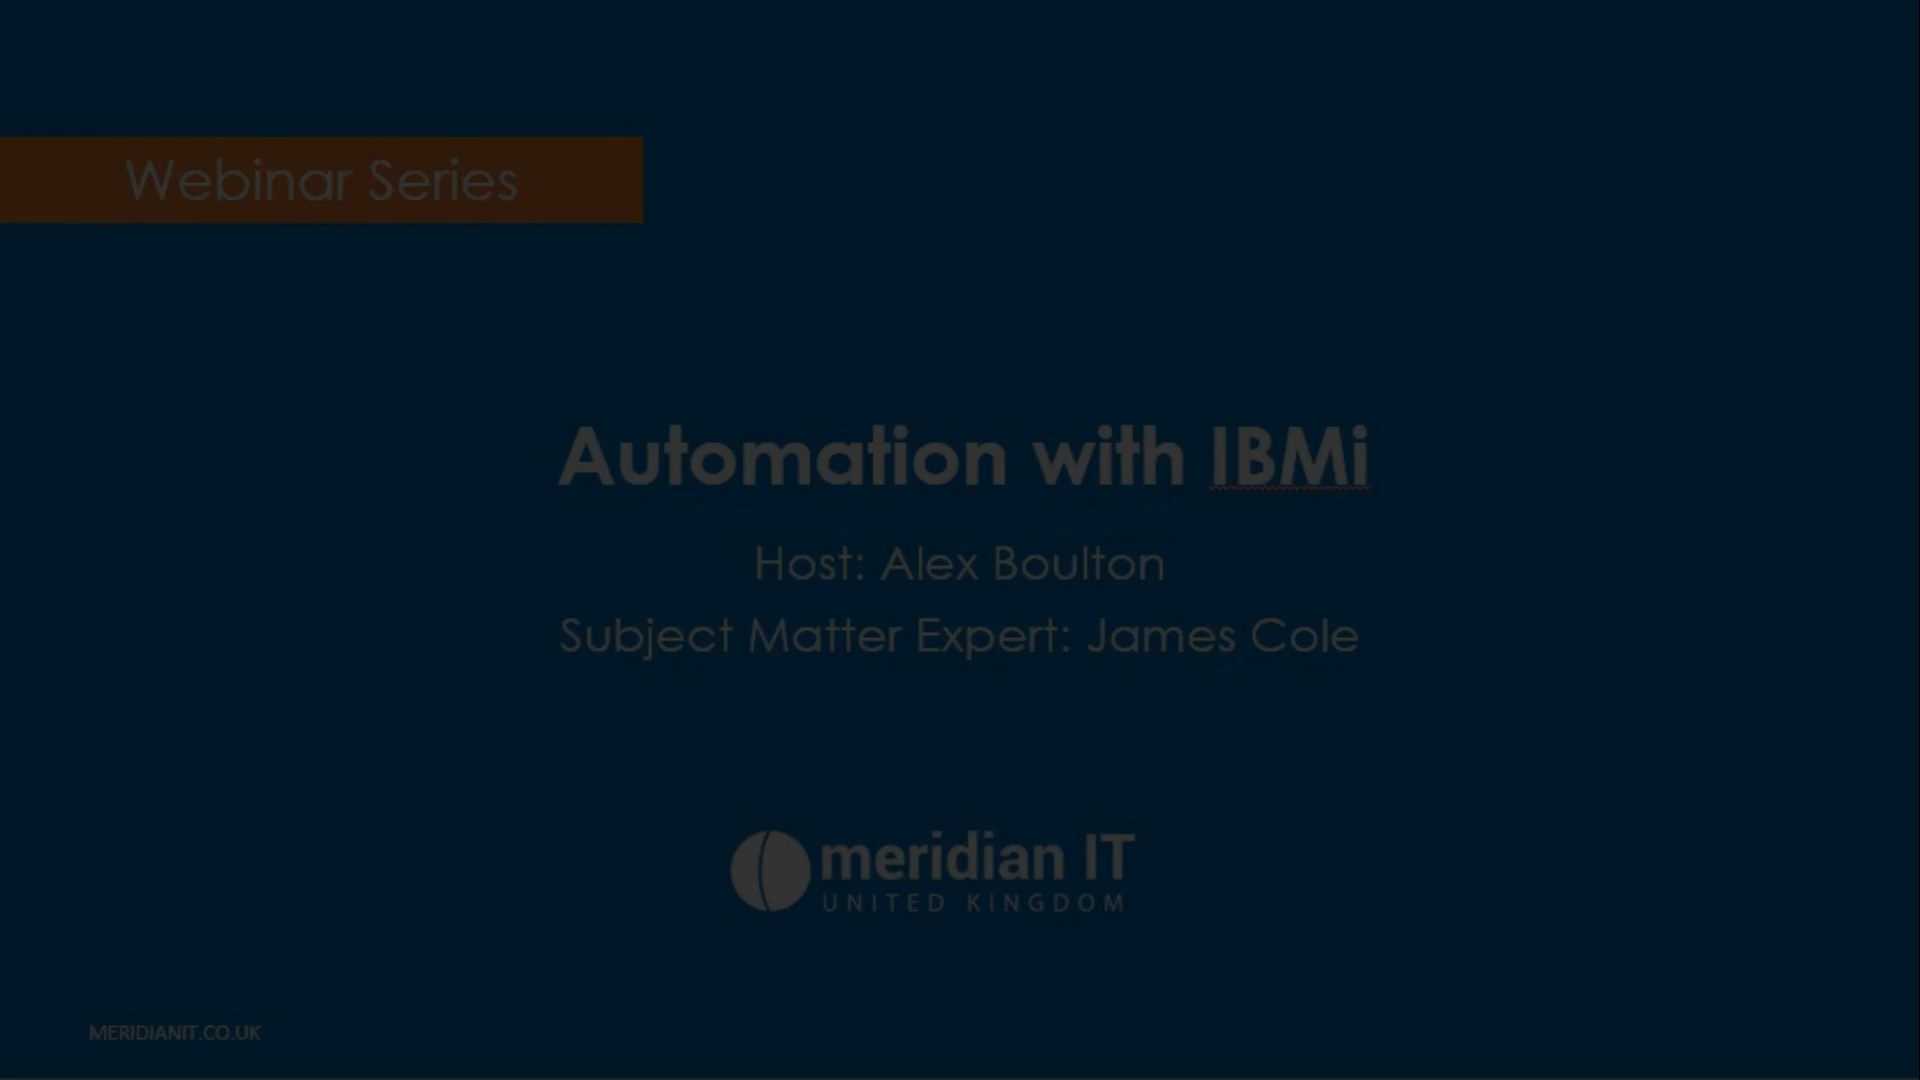 Webinar Series
Automation with IBMi
Host: Alex Boulton
Subject Matter Expert: James Cole
meridian IT
UNITED KINGDOM
MERIDIANIT.CO.UK